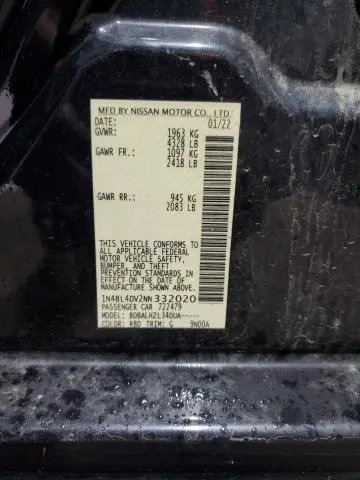 MFD BY NISSAN MOTOR CO., LTD.
DATE: 01/22
GVWR: 1963 KG
4328 LB
GAWR FR.: 1097 KG
2418 LB
GAWR RR.: 945 KG
2083 LB
THIS VEHICLE CONFORMS TO
ALL APPLICABLE FEDERAL
MOTOR VEHICLE SAFETY,
BUMPER, AND THEFT
PREVENTION STANDARDS IN
EFFECT ON THE DATE OF
MANUFACTURE SHOWN ABOVE.
1N4BL4DV2NN332020
PASSENGER CAR 722479
MODEL: BDBALHZL34DUA-----
COLOR: RBD TRIM: G 9N00A